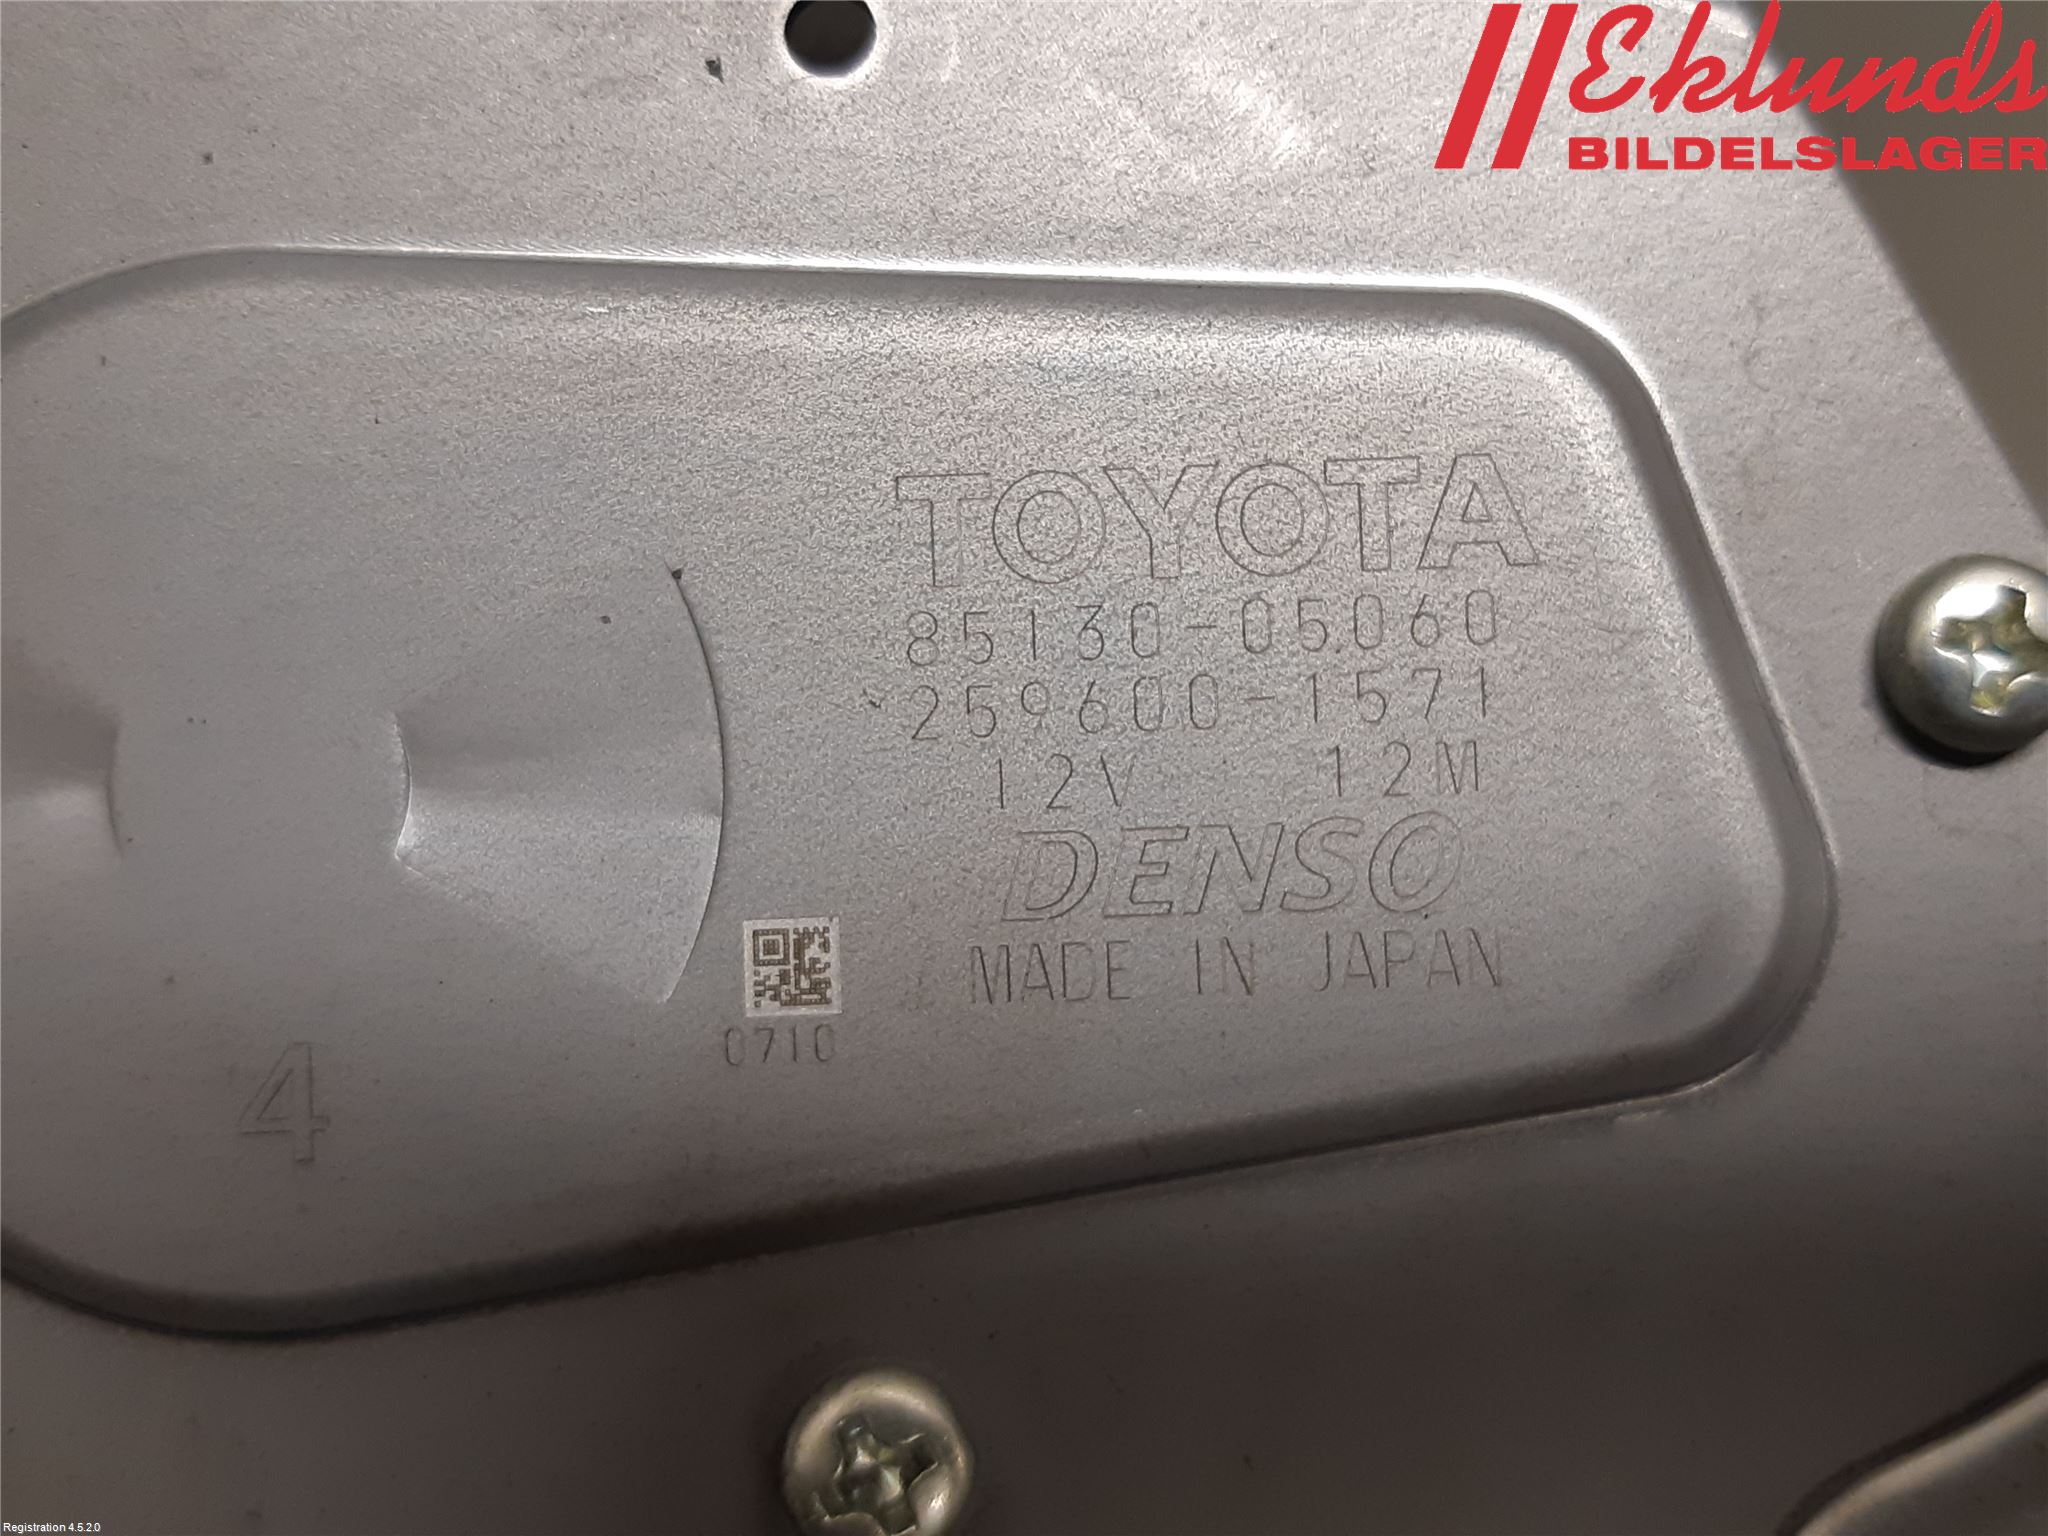 Eklunds
BILDELSLAGER
TOYOTA
85130-05060
259600-1571
12V 12M
DENSO
MADE IN JAPAN
0710
4
Registration 4.5.2.0